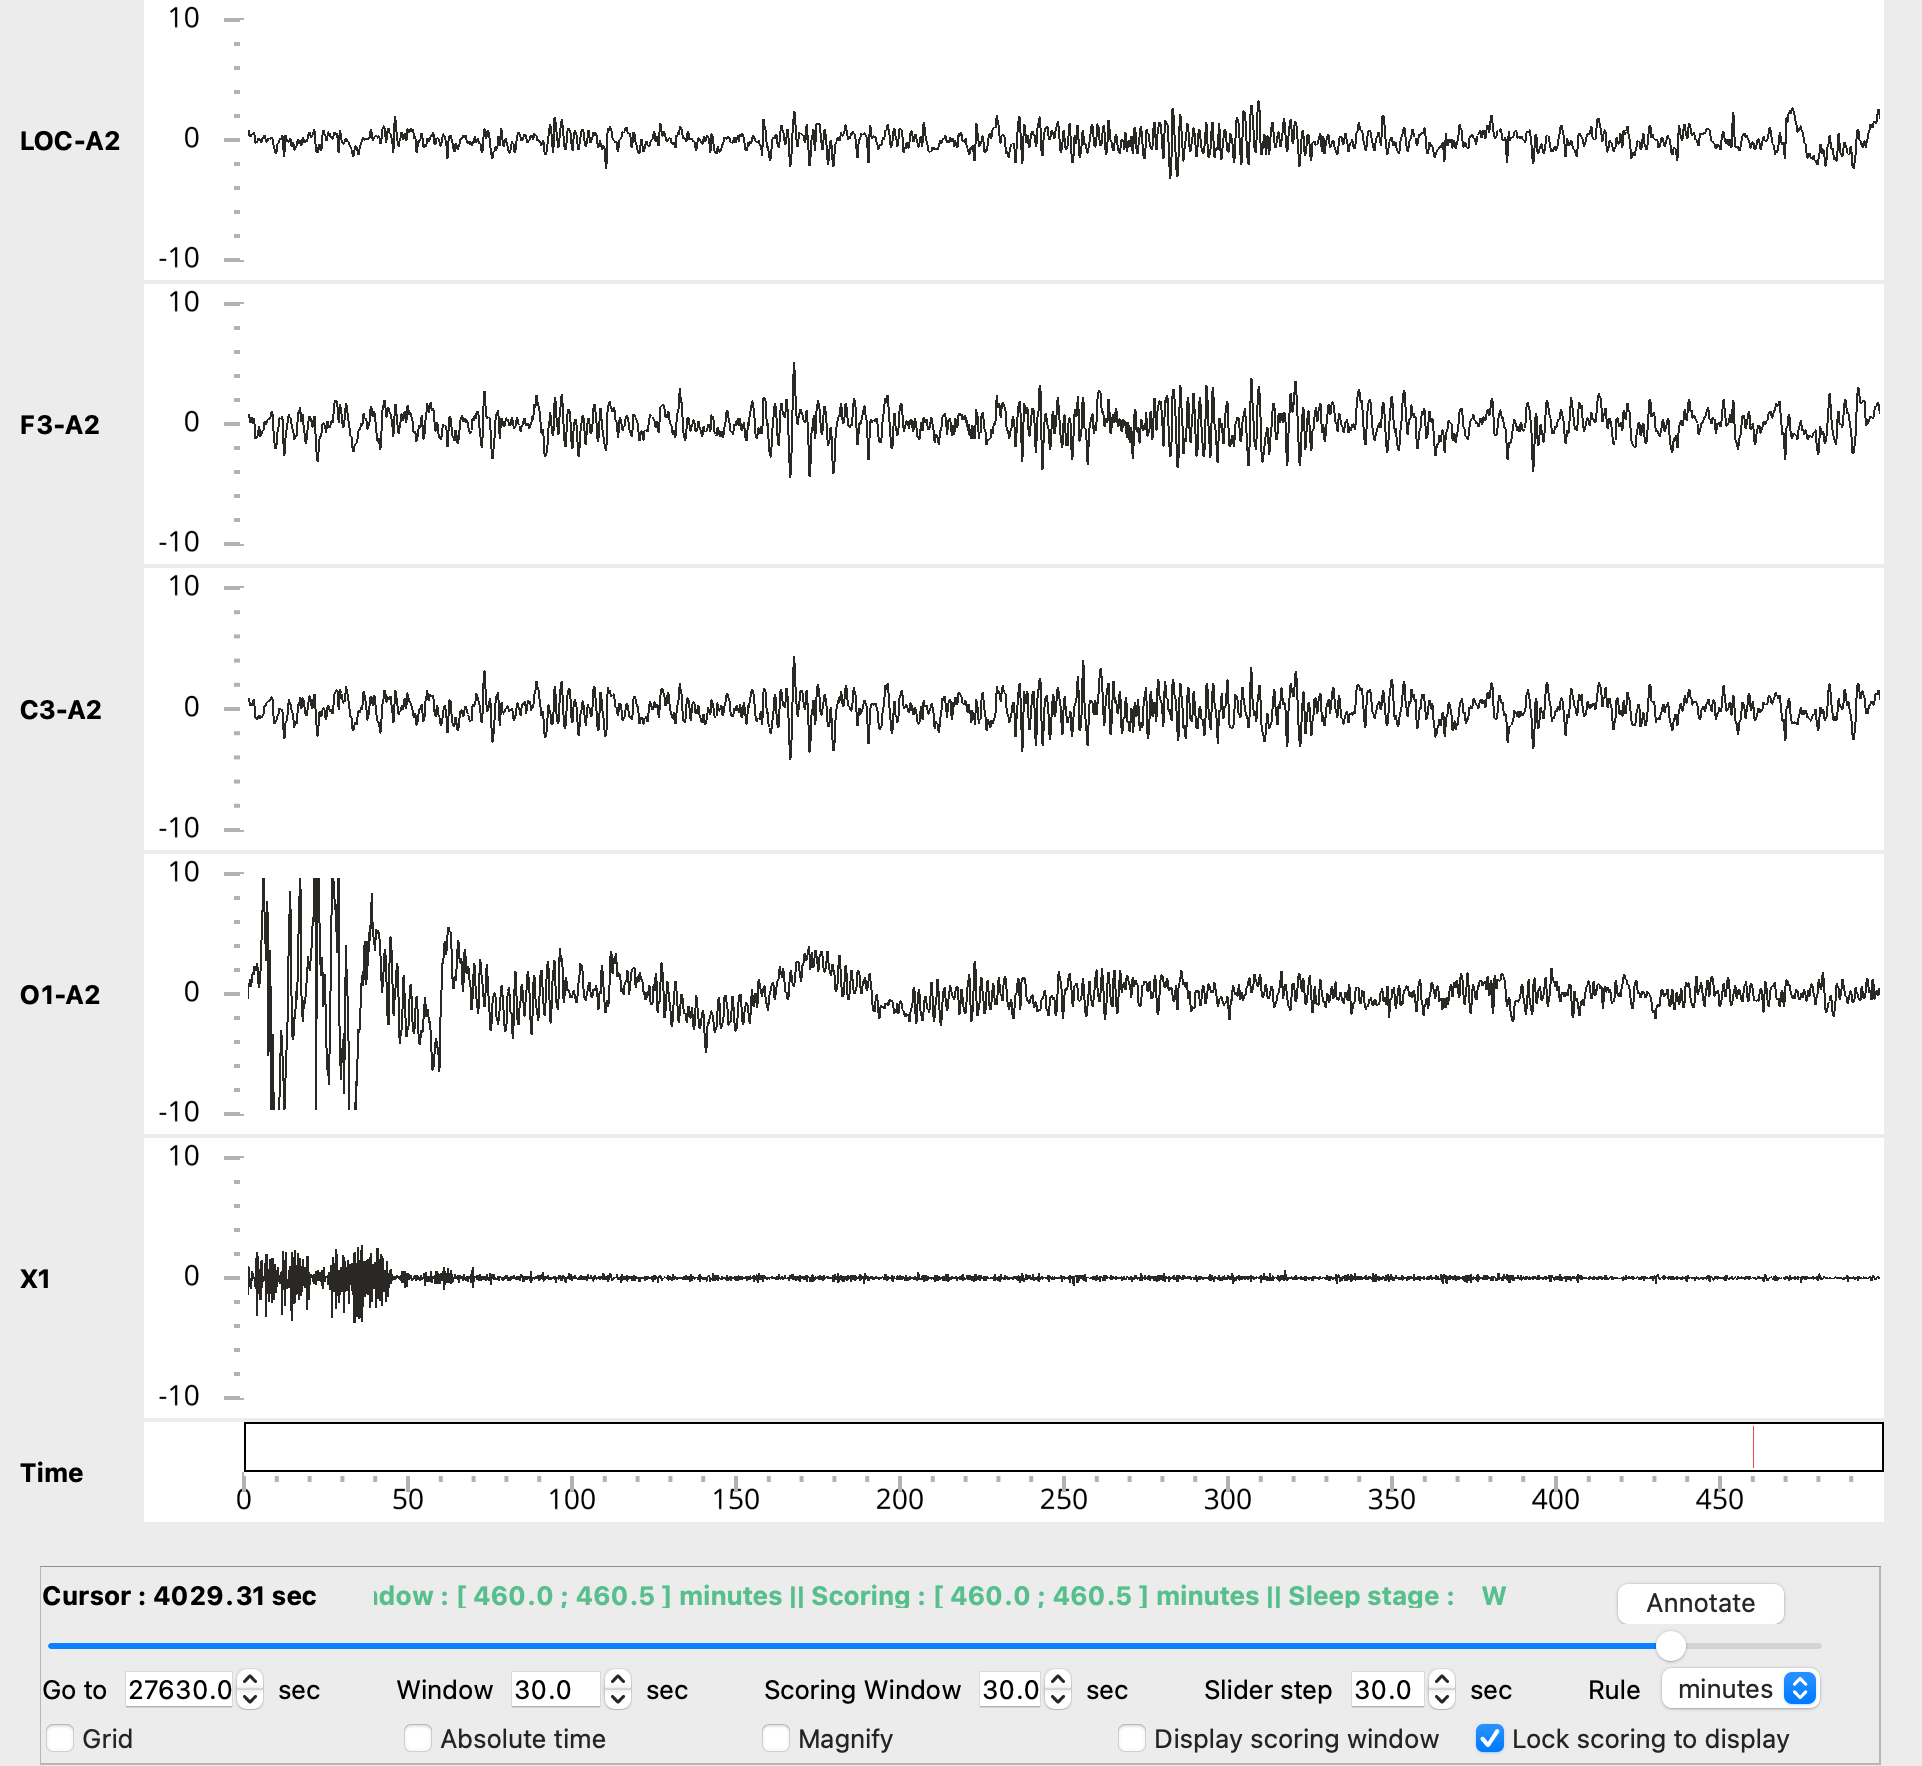 10
LOC-A2 0
-10
10
F3-A2 0
-10
10
C3-A2 0
-10
10
O1-A2 0
-10
10
X1 0
-10
Time
0 50 100 150 200 250 300 350 400 450
Cursor : 4029.31 sec dow : [ 460.0 ; 460.5 ] minutes || Scoring : [ 460.0 ; 460.5 ] minutes || Sleep stage : W Annotate
Go to 27630.0 sec Window 30.0 sec Scoring Window 30.0 sec Slider step 30.0 sec Rule minutes
Grid Absolute time Magnify Display scoring window Lock scoring to display